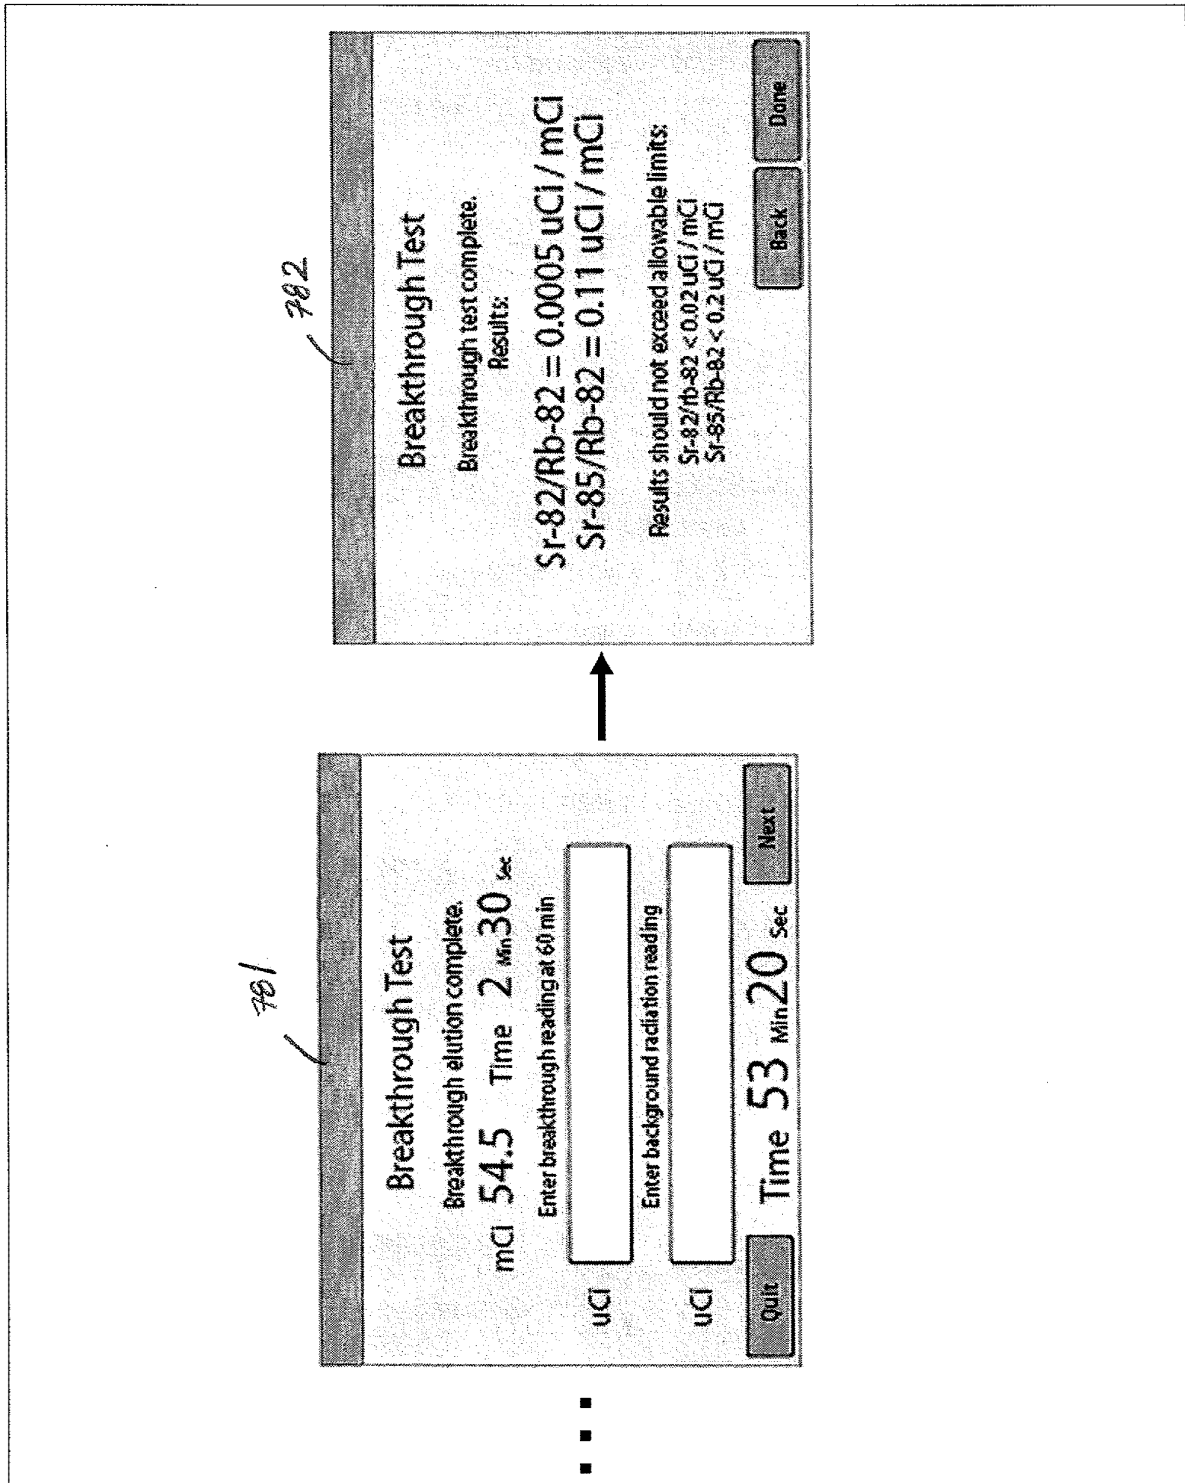 781
Breakthrough Test
Breakthrough elution complete.
mCi 54.5 Time 2 Min 30 Sec
Enter breakthrough reading at 60 min
uCi
Enter background radiation reading
uCi
Quit Time 53 Min 20 Sec Next
782
Breakthrough Test
Breakthrough test complete.
Results:
Sr-82/Rb-82 = 0.0005 uCi / mCi
Sr-85/Rb-82 = 0.11 uCi / mCi
Results should not exceed allowable limits:
Sr-82/rb-82 < 0.02 uCi / mCi
Sr-85/Rb-82 < 0.2 uCi / mCi
Back Done